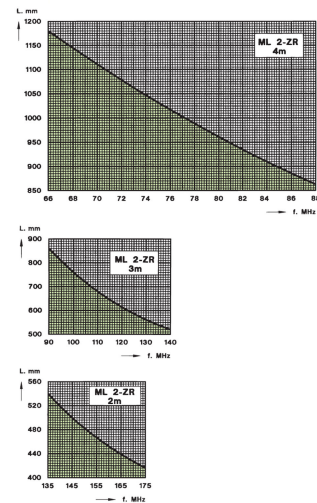 L. mm
1200
1150
1100
1050
1000
950
900
850
ML 2-ZR
4m
66 68 70 72 74 76 78 80 82 84 86 88
f. MHz
L. mm
900
800
700
600
500
ML 2-ZR
3m
90 100 110 120 130 140
f. MHz
L. mm
560
520
480
440
400
ML 2-ZR
2m
135 145 155 165 175
f. MHz